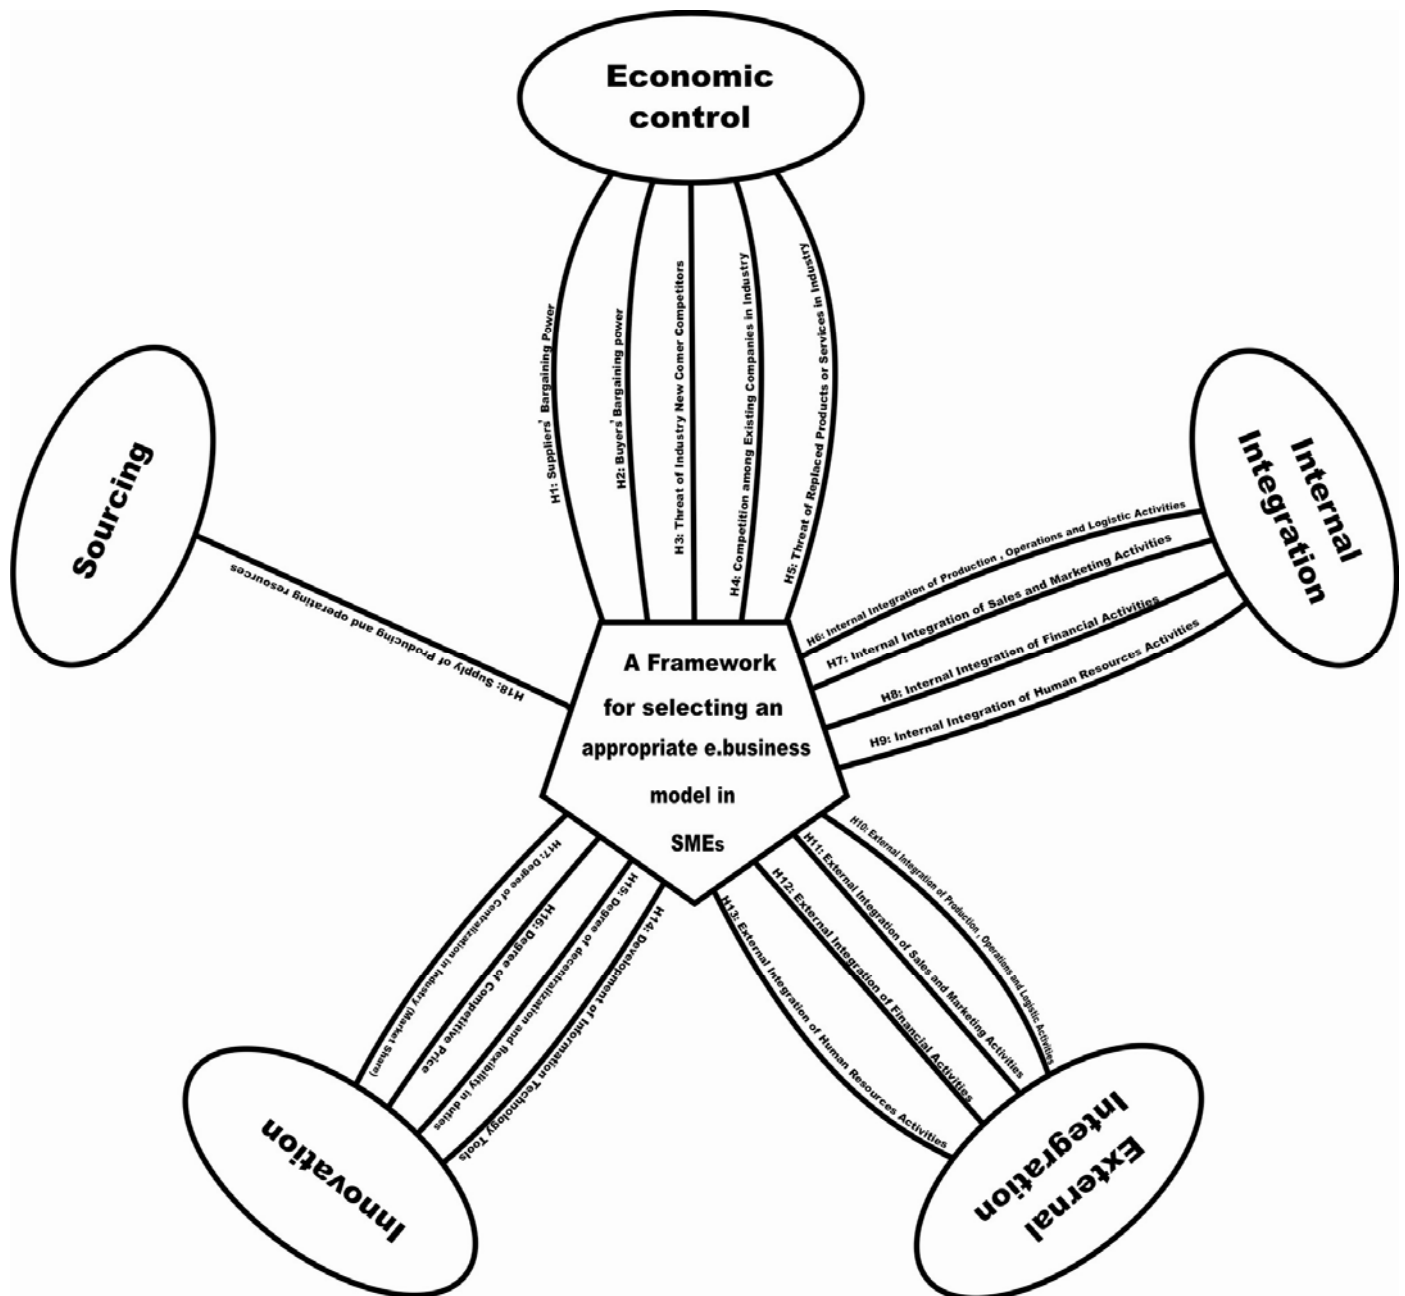 Economic
control
H1: Suppliers' Bargaining Power
H2: Buyers' Bargaining power
H3: Threat of Industry New Comer Competitors
H4: Competition among Existing Companies in Industry
H5: Threat of Replaced Products or Services in Industry
Internal
Integration
H6: Internal Integration of Production , Operations and Logistic Activities
H7: Internal Integration of Sales and Marketing Activities
H8: Internal Integration of Financial Activities
H9: Internal Integration of Human Resources Activities
A Framework
for selecting an
appropriate e.business
model in
SMEs
H10: External Integration of Production , Operations and Logistic Activities
H11: External Integration of Sales and Marketing Activities
H12: External Integration of Financial Activities
H13: External Integration of Human Resources Activities
External
Integration
H14: Development of Information Technology Tools
H15: Degree of decentralization and flexibility in duties
H16: Degree of Competitive Price
H17: Degree of Centralization in Industry (Market Share)
Innovation
H18: Supply of Producing and operating resources
Sourcing